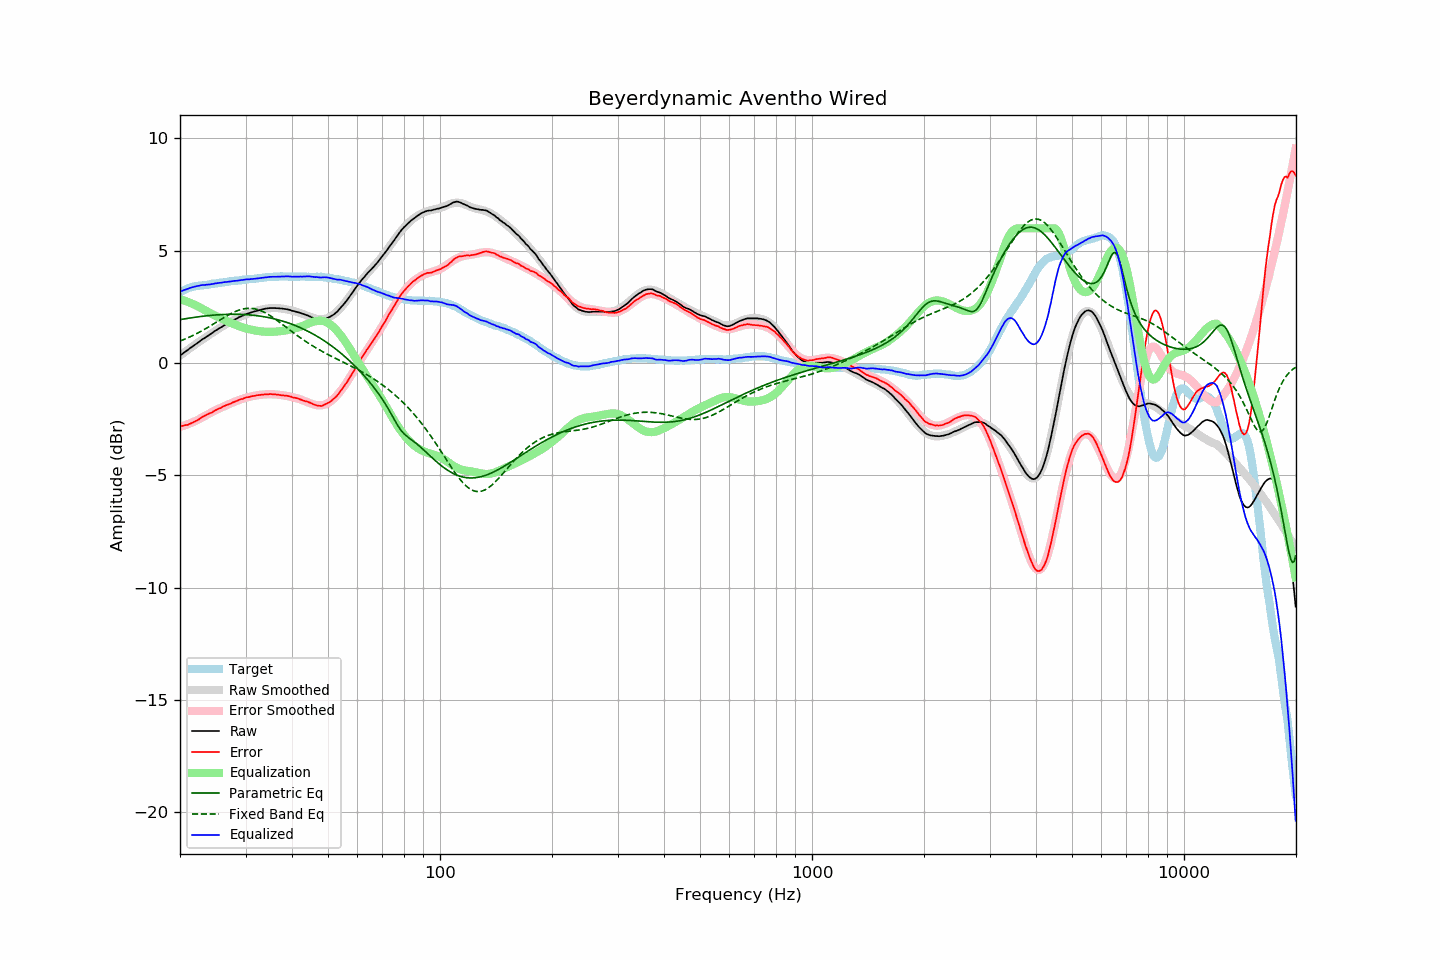 Beyerdynamic Aventho Wired
10
5
0
−5
−10
−15
−20
Amplitude (dBr)
Target
Raw Smoothed
Error Smoothed
Raw
Error
Equalization
Parametric Eq
Fixed Band Eq
Equalized
100
1000
10000
Frequency (Hz)